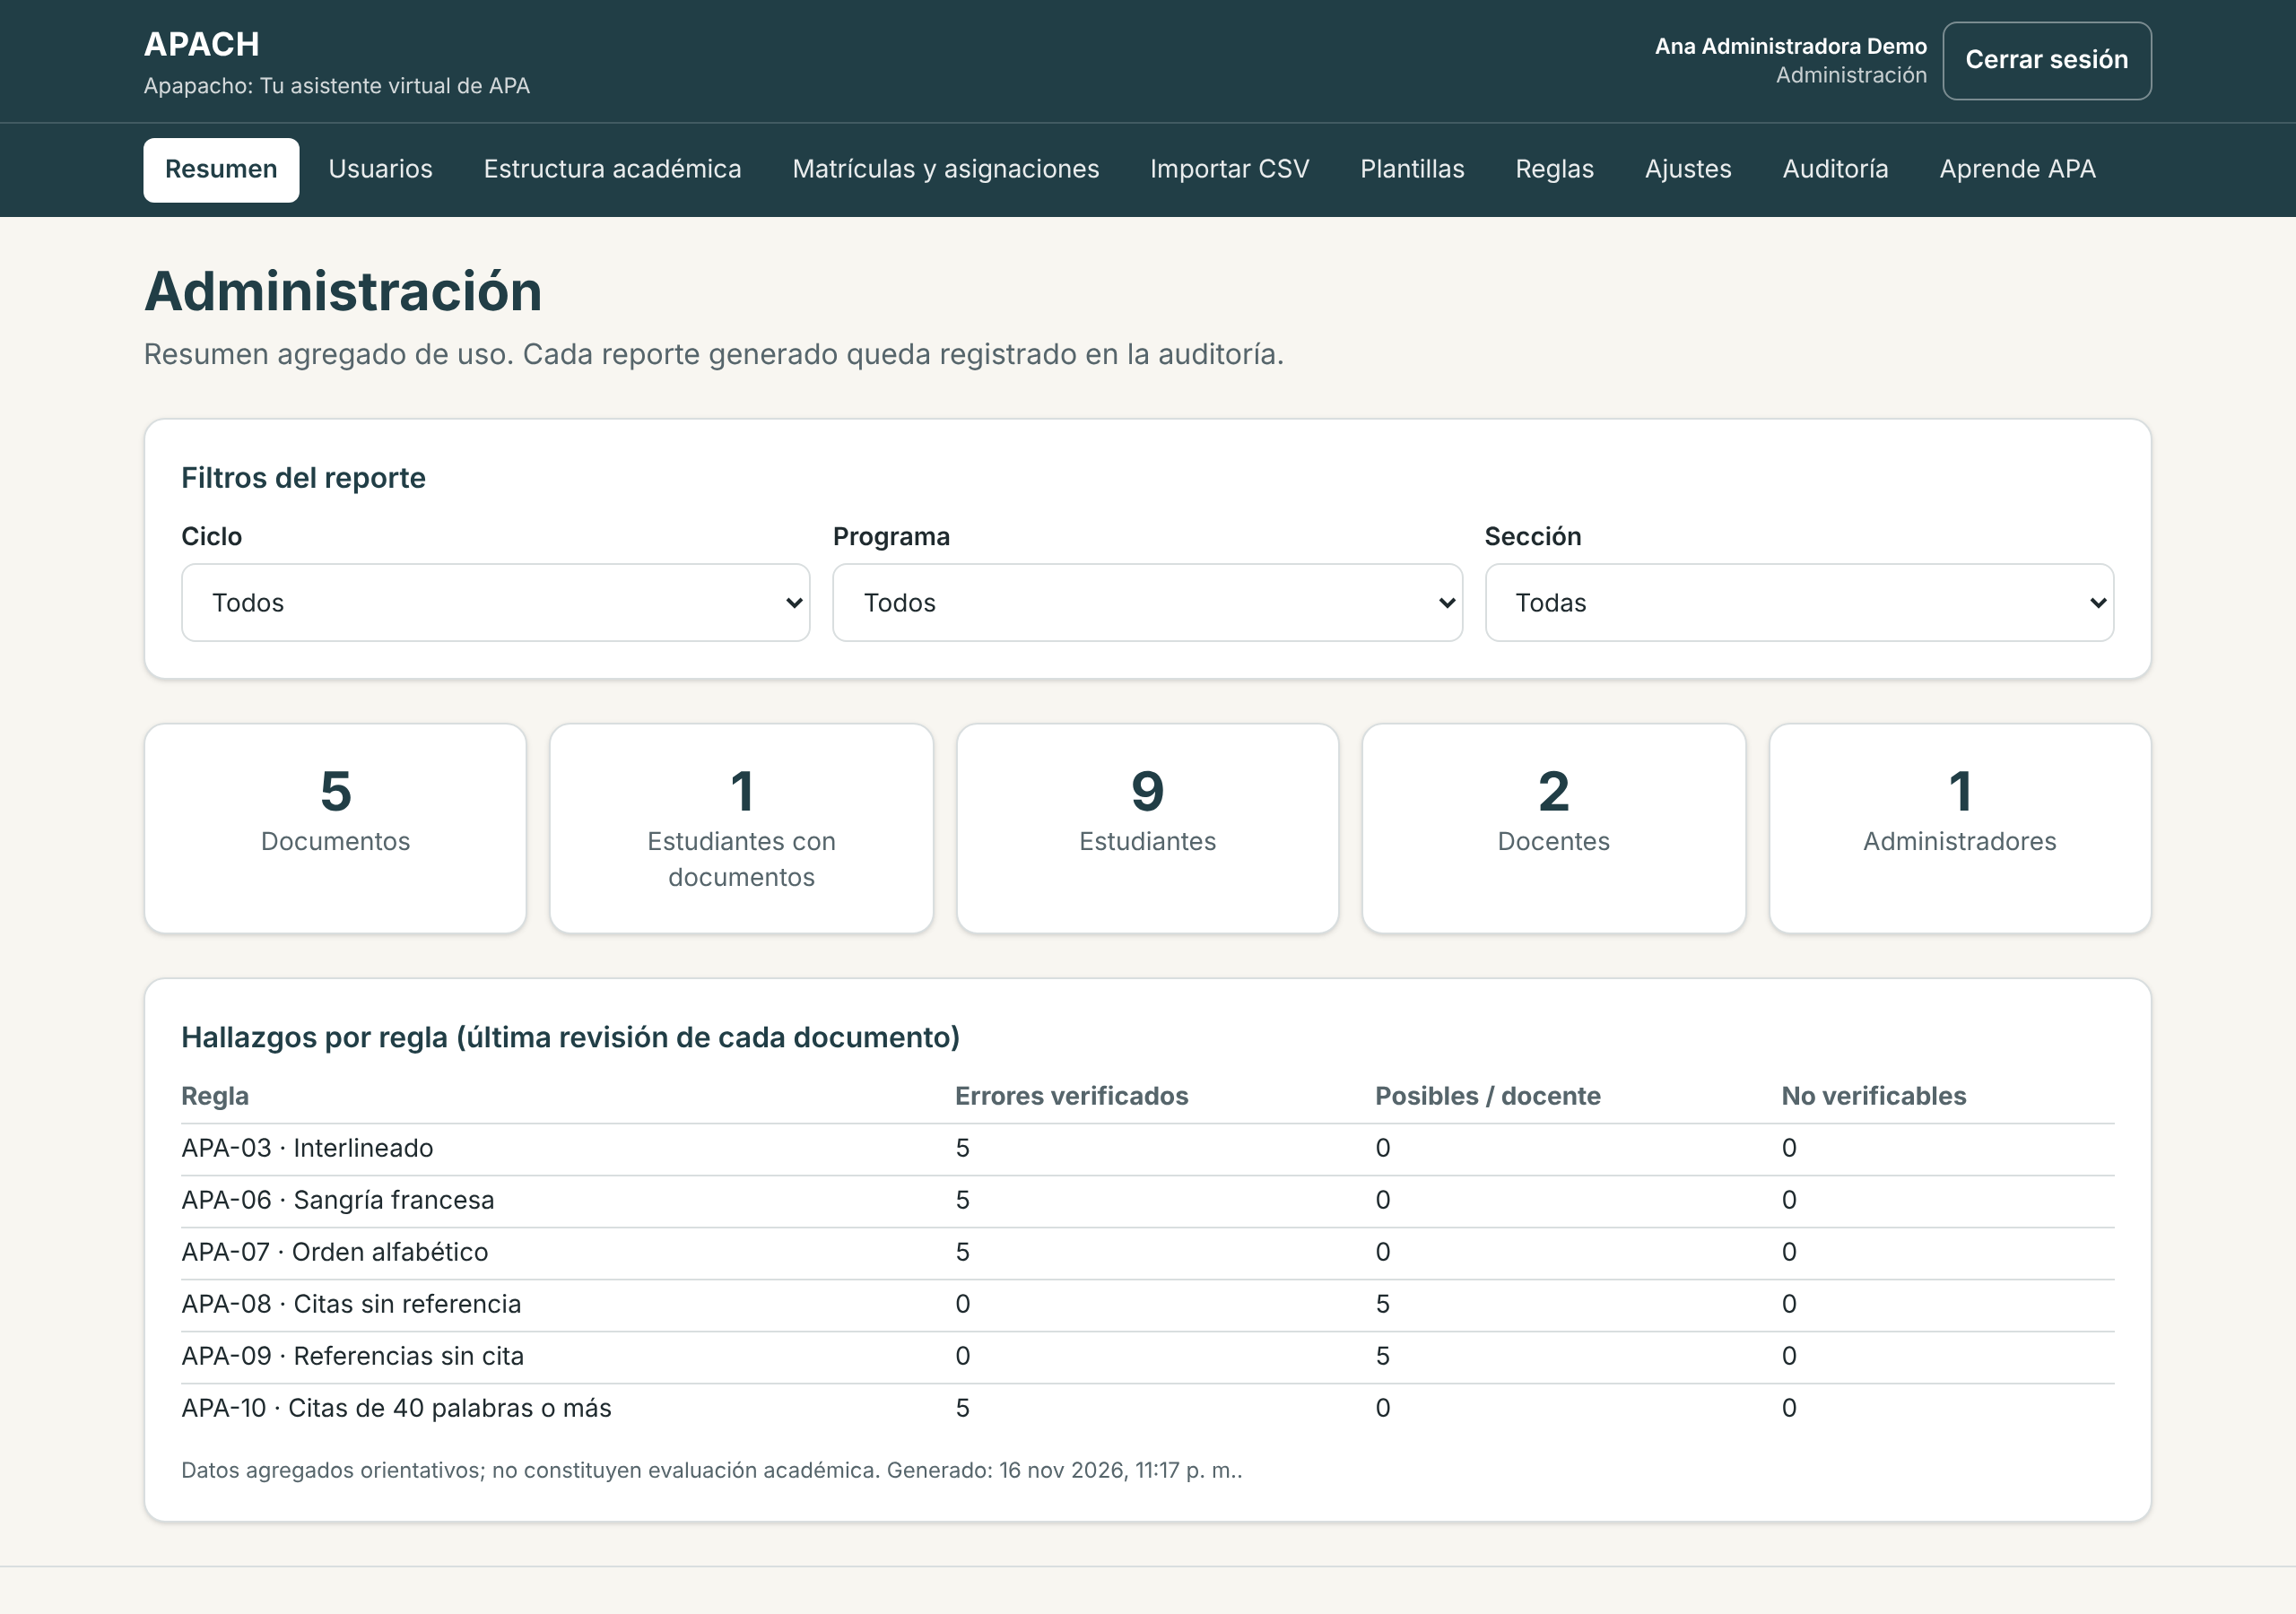 APACH
Apapacho: Tu asistente virtual de APA
Ana Administradora Demo
Administración
Cerrar sesión
Resumen Usuarios Estructura académica Matrículas y asignaciones Importar CSV Plantillas Reglas Ajustes Auditoría Aprende APA
Administración
Resumen agregado de uso. Cada reporte generado queda registrado en la auditoría.
Filtros del reporte
Ciclo Programa Sección
Todos Todos Todas
5
Documentos
1
Estudiantes con
documentos
9
Estudiantes
2
Docentes
1
Administradores
Hallazgos por regla (última revisión de cada documento)
Regla Errores verificados Posibles / docente No verificables
APA-03 · Interlineado 5 0 0
APA-06 · Sangría francesa 5 0 0
APA-07 · Orden alfabético 5 0 0
APA-08 · Citas sin referencia 0 5 0
APA-09 · Referencias sin cita 0 5 0
APA-10 · Citas de 40 palabras o más 5 0 0
Datos agregados orientativos; no constituyen evaluación académica. Generado: 16 nov 2026, 11:17 p. m..